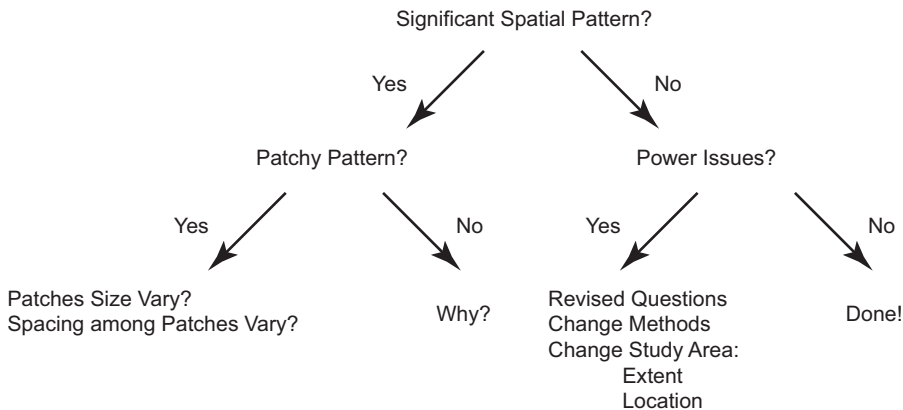 Significant Spatial Pattern?
Yes
No
Patchy Pattern?
Power Issues?
Yes
No
Yes
No
Patches Size Vary?
Spacing among Patches Vary?
Why?
Revised Questions
Change Methods
Change Study Area:
Extent
Location
Done!